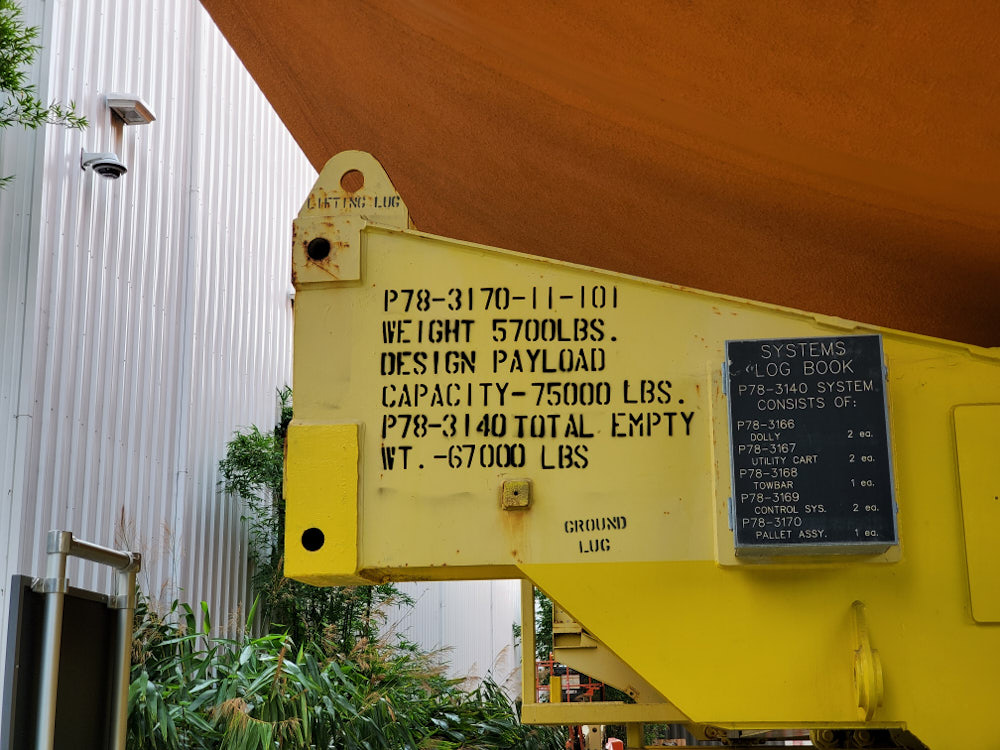 LIFTING LUG
P78-3170-11-101
WEIGHT 5700LBS.
DESIGN PAYLOAD
CAPACITY-75000 LBS.
P78-3140 TOTAL EMPTY
WT.-67000 LBS
GROUND
LUG
SYSTEMS
LOG BOOK
P78-3140 SYSTEM
CONSISTS OF:
P78-3166
DOLLY 2 ea.
P78-3167
UTILITY CART 2 ea.
P78-3168
TOWBAR 1 ea.
P78-3169
CONTROL SYS. 2 ea.
P78-3170
PALLET ASSY. 1 ea.